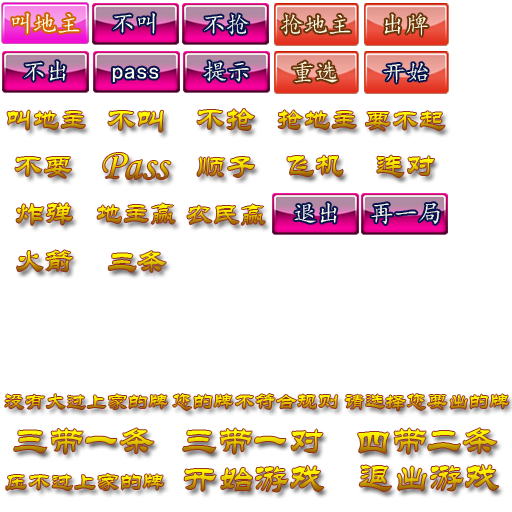 叫地主 不叫 不抢 抢地主 出牌
不出 pass 提示 重选 开始
叫地主 不叫 不抢 抢地主 要不起
不要 Pass 顺子 飞机 连对
炸弹 地主赢 农民赢 退出 再一局
火箭 三条
没有大过上家的牌 您的牌不符合规则 请选择您要出的牌
三带一条 三带一对 四带二条
压不过上家的牌 开始游戏 退出游戏